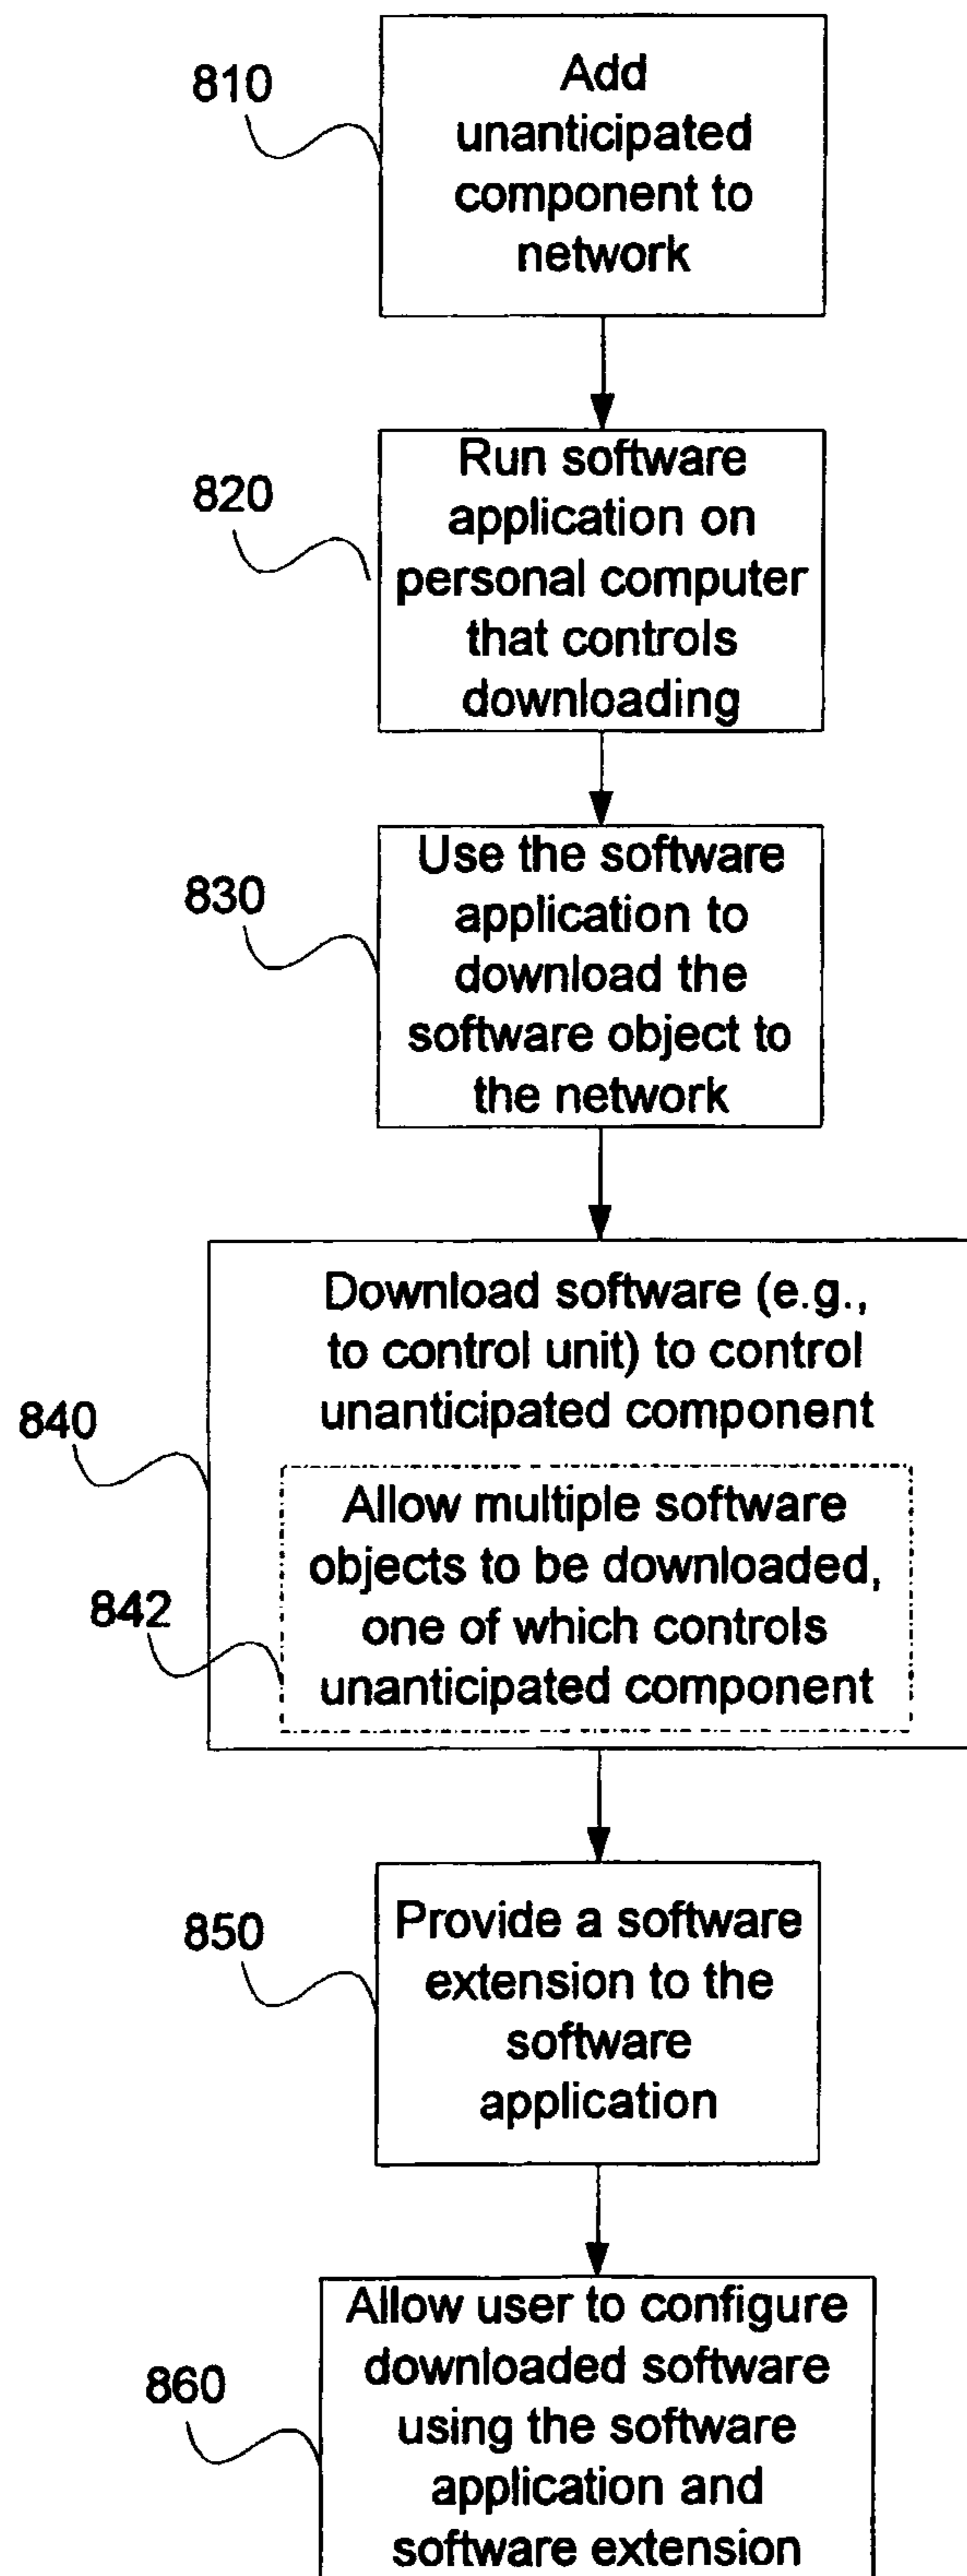 810
Add
unanticipated
component to
network
820
Run software
application on
personal computer
that controls
downloading
830
Use the software
application to
download the
software object to
the network
840
Download software (e.g.,
to control unit) to control
unanticipated component
842
Allow multiple software
objects to be downloaded,
one of which controls
unanticipated component
850
Provide a software
extension to the
software
application
860
Allow user to configure
downloaded software
using the software
application and
software extension